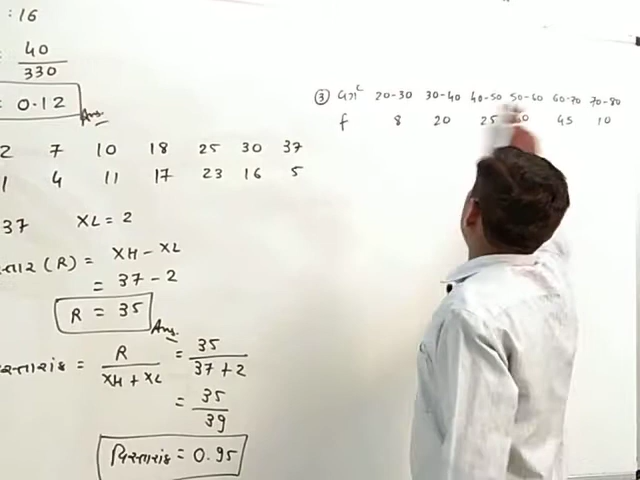 : 16
= 40/330
= 0.12 Ans.
2 7 10 18 25 30 37
1 4 11 17 23 16 5
37 XL = 2
(R) = XH - XL
= 37 - 2
R = 35 Ans.
= R/(XH + XL) = 35/(37 + 2)
= 35/39
વિસ્તારાંક = 0.95
③ વર્ગ 20-30 30-40 40-50 50-60 60-70 70-80
f 8 20 25 45 10